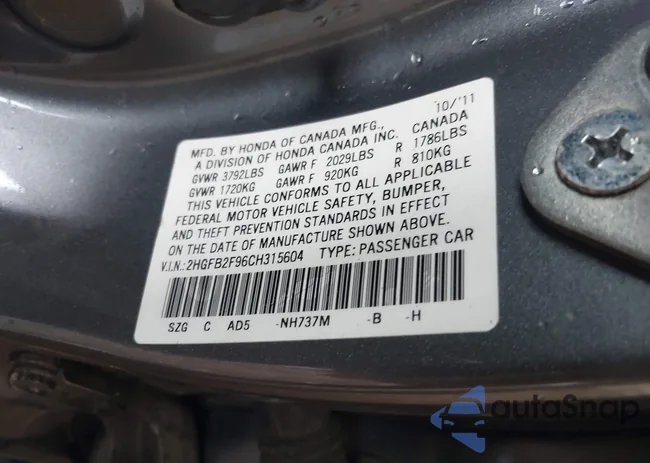 10/'11
MFD. BY HONDA OF CANADA MFG.,
A DIVISION OF HONDA CANADA INC. CANADA
GVWR 3792LBS GAWR F 2029LBS R 1786LBS
GVWR 1720KG GAWR F 920KG R 810KG
THIS VEHICLE CONFORMS TO ALL APPLICABLE
FEDERAL MOTOR VEHICLE SAFETY, BUMPER,
AND THEFT PREVENTION STANDARDS IN EFFECT
ON THE DATE OF MANUFACTURE SHOWN ABOVE.
V.I.N.:2HGFB2F96CH315604 TYPE:PASSENGER CAR
SZG C AD5 -NH737M -B -H
autaSnap